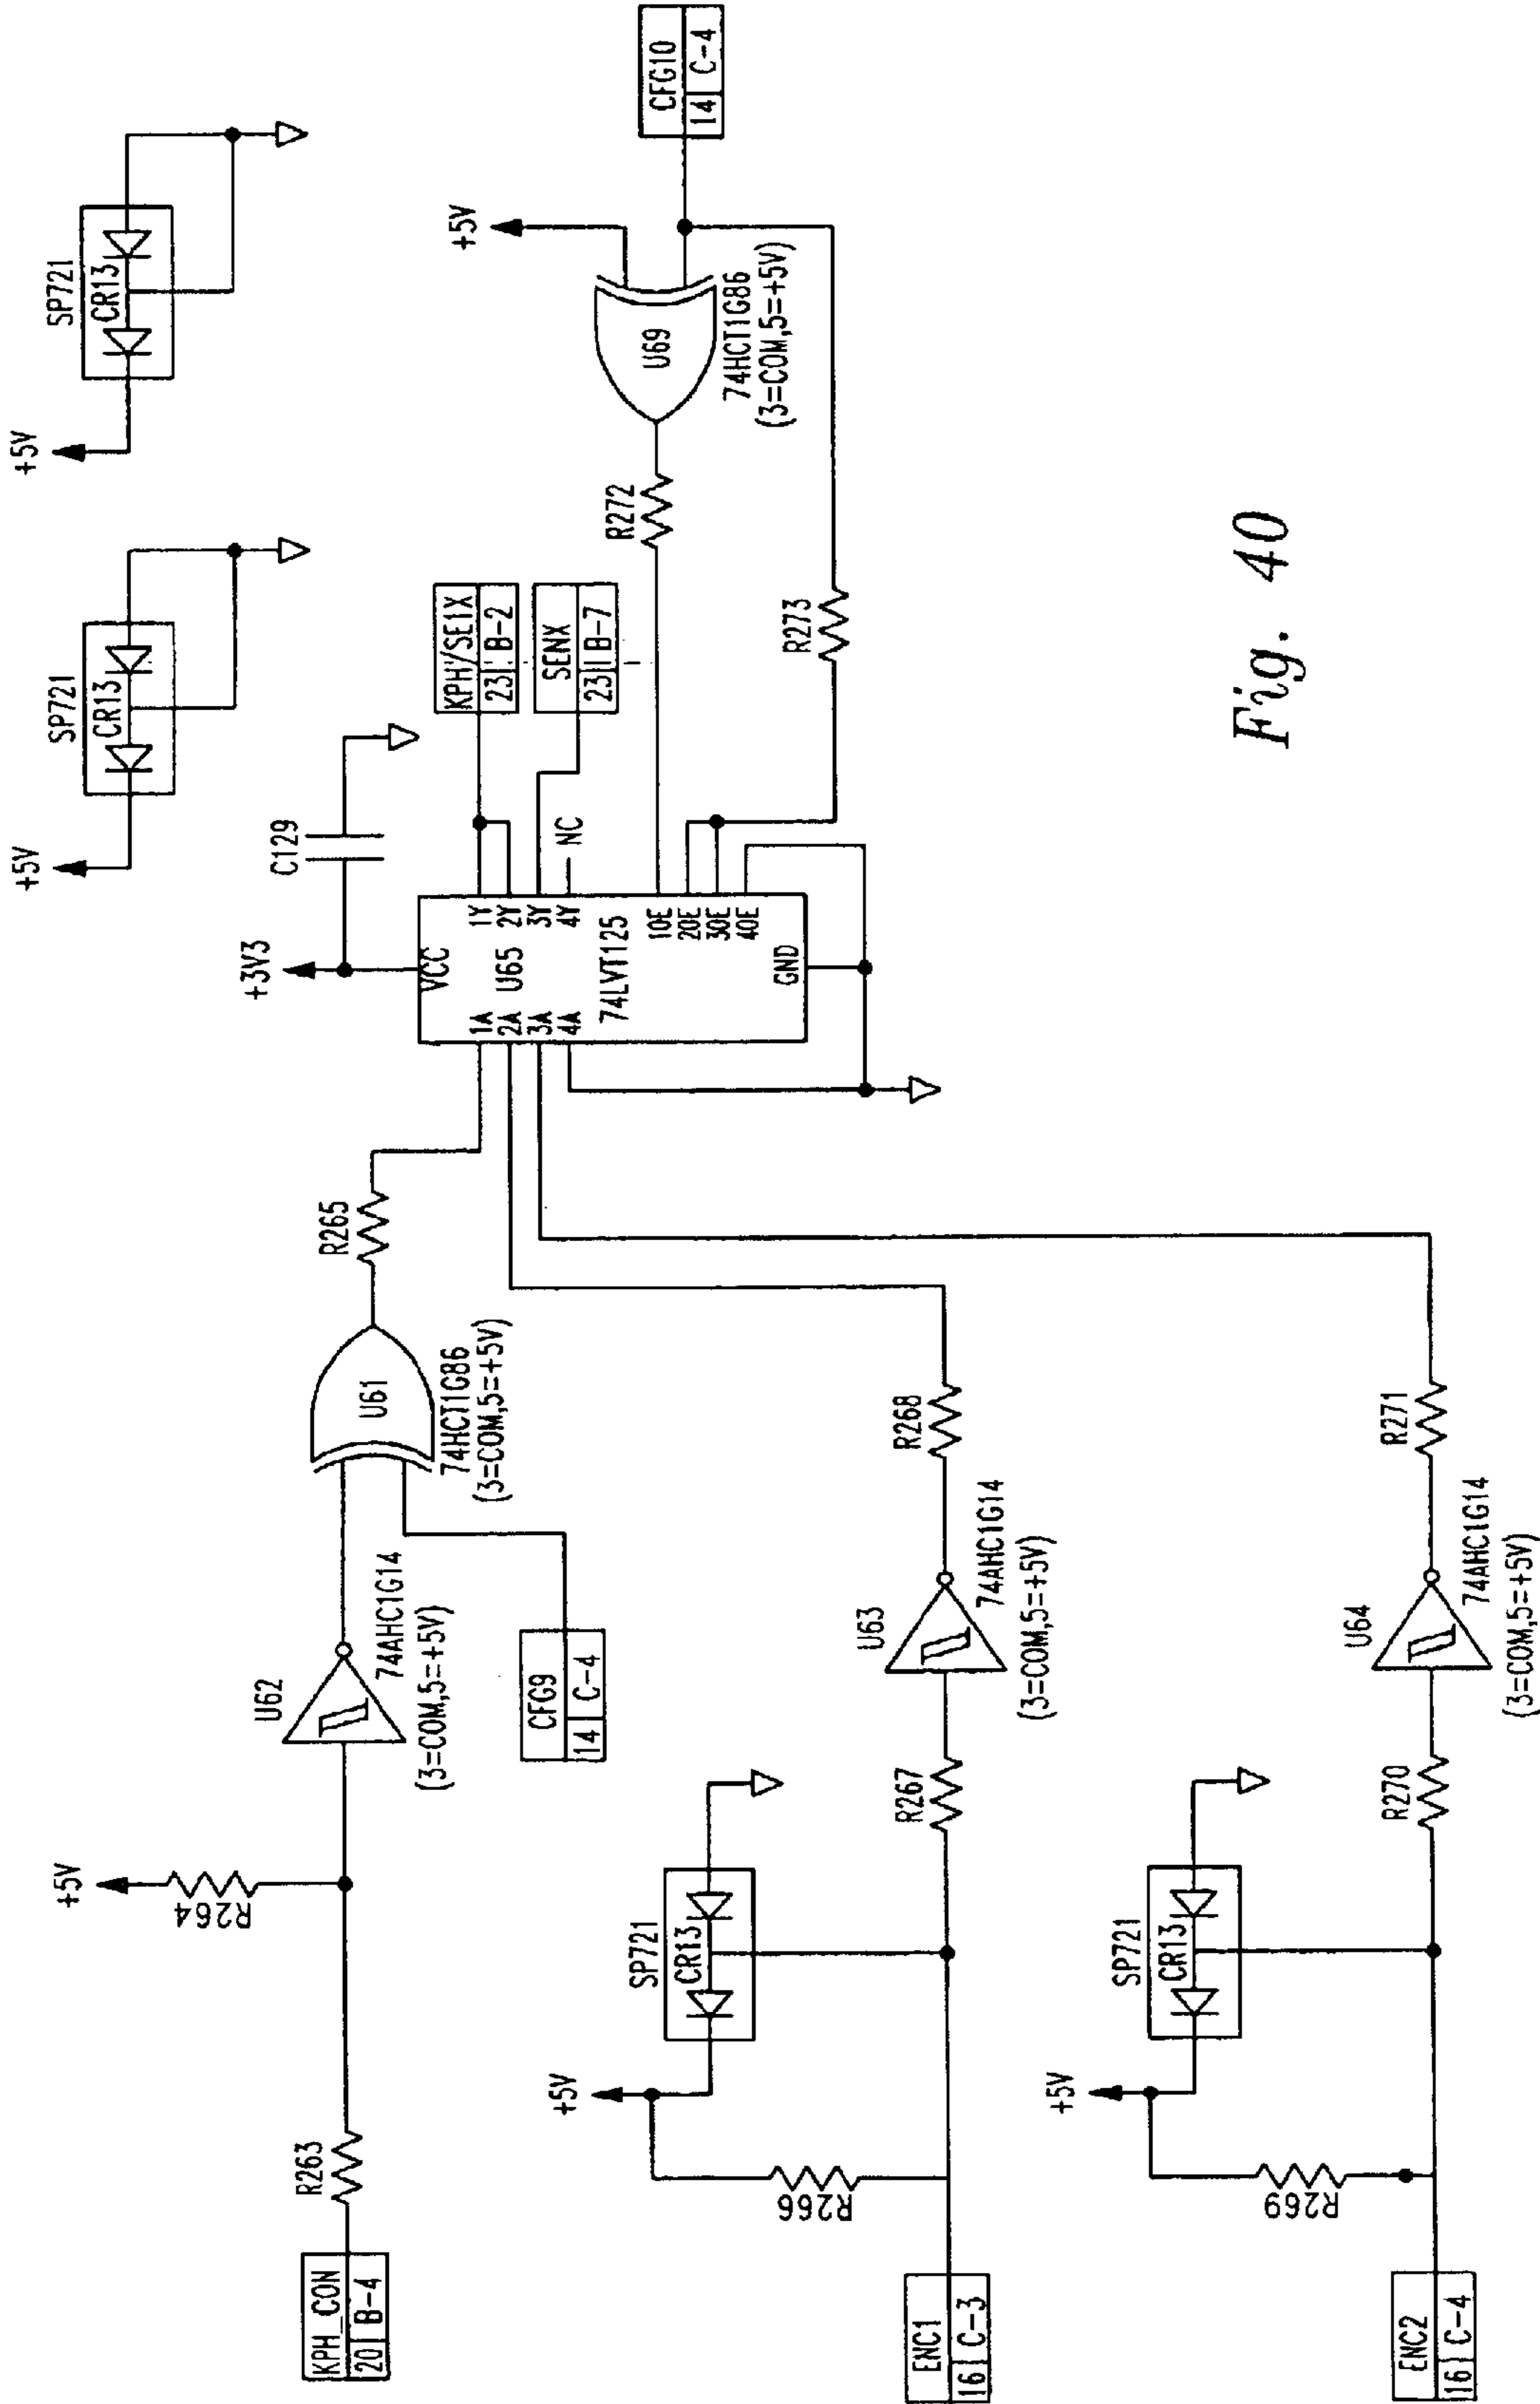 KPH_CON
20 B-4
R263
+5V
R264
U62
74AHC1G14
(3=COM,5=+5V)
CFG9
14 C-4
U61
74HCT1G86
(3=COM,5=+5V)
R265
ENC1
16 C-3
R266
+5V
SP721
CR13
R267
U63
74AHC1G14
(3=COM,5=+5V)
R268
ENC2
16 C-4
R269
+5V
SP721
CR13
R270
U64
74AHC1G14
(3=COM,5=+5V)
R271
+3V3
C129
VCC
1A
2A
3A
4A
U65
74LVT125
GND
1Y
2Y
3Y
4Y
NC
1OE
2OE
3OE
4OE
KPH/SE1X
23 B-2
SENX
23 B-7
+5V
SP721
CR13
+5V
SP721
CR13
R272
R273
U69
74HCT1G86
(3=COM,5=+5V)
+5V
CFG10
14 C-4
Fig. 40